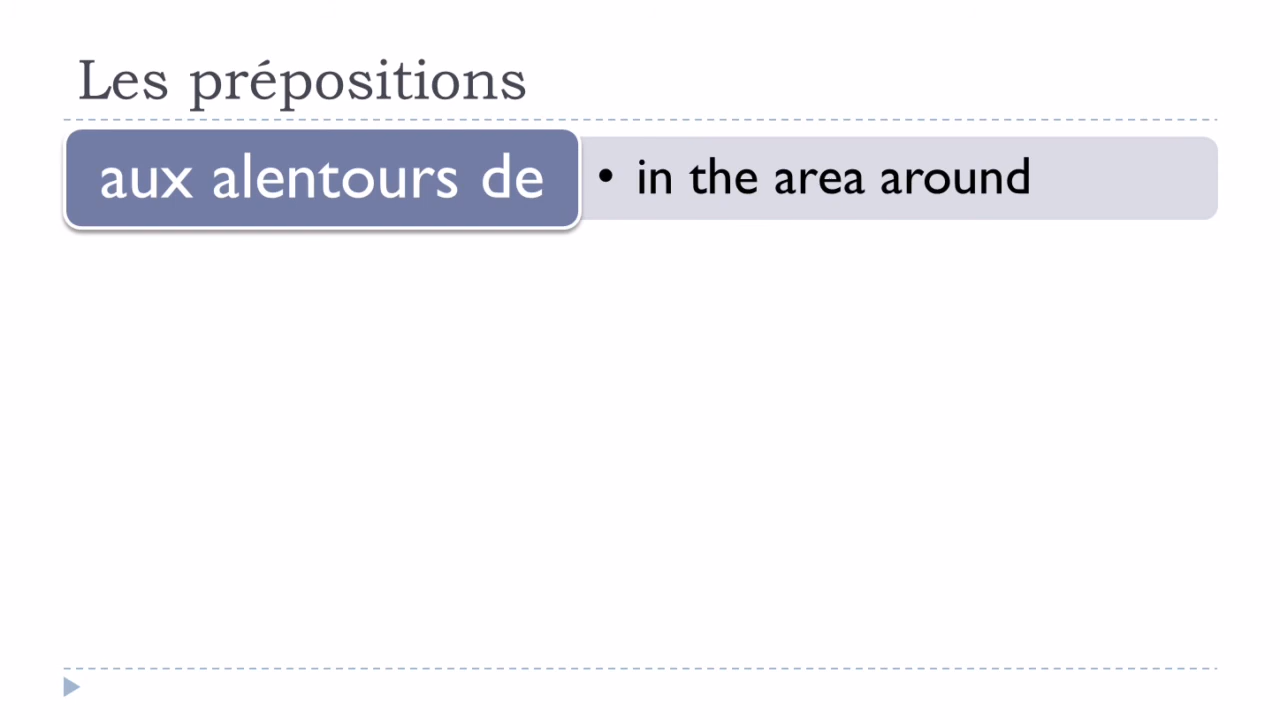 Les prépositions
aux alentours de
• in the area around